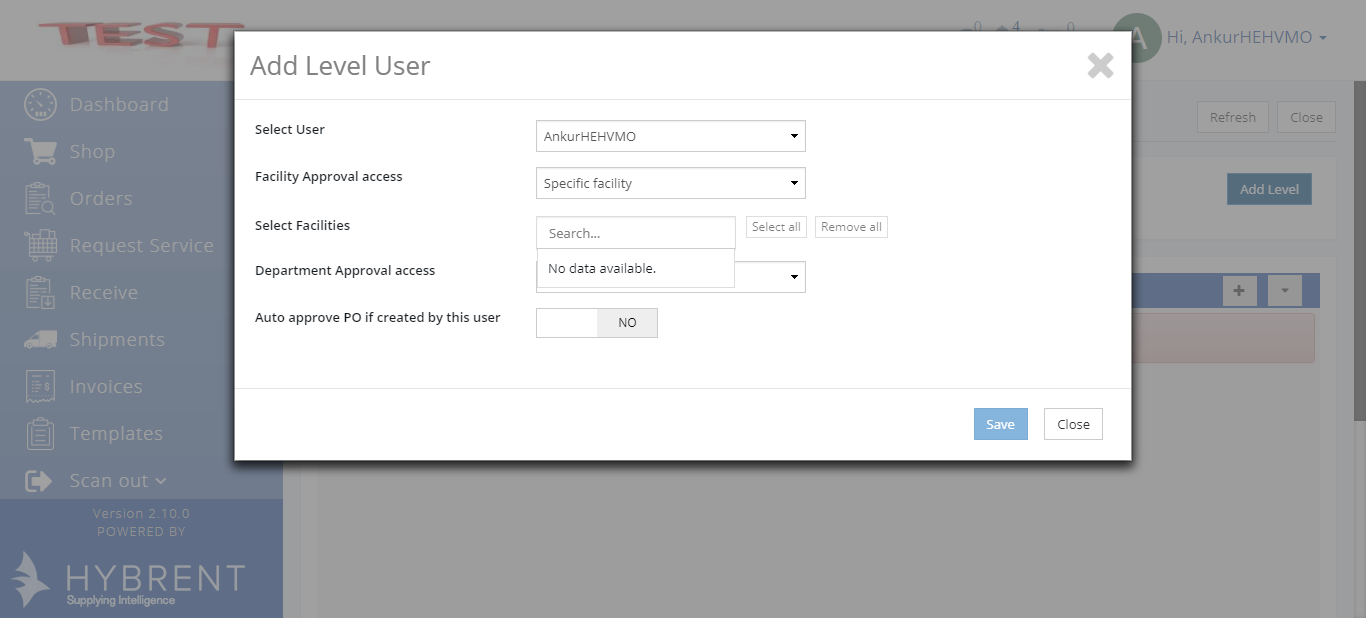 TEST
0
4
0
A
Hi, AnkurHEHVMO
Dashboard
Shop
Orders
Request Service
Receive
Shipments
Invoices
Templates
Scan out
Version 2.10.0
POWERED BY
HYBRENT
Supplying Intelligence
Refresh
Close
Add Level
Add Level User
Select User
AnkurHEHVMO
Facility Approval access
Specific facility
Select Facilities
Search...
Select all
Remove all
No data available.
Department Approval access
Auto approve PO if created by this user
NO
Save
Close